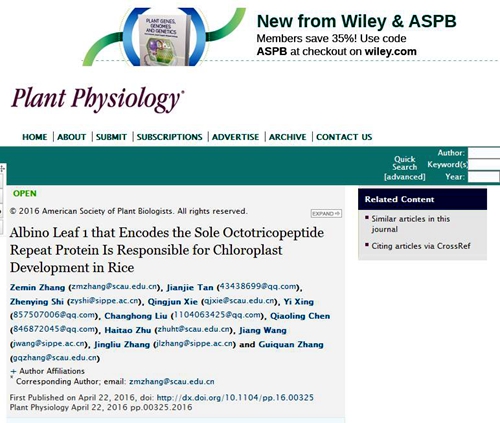 New from Wiley & ASPB
Members save 35%! Use code
ASPB at checkout on wiley.com
PLANT GENES,
GENOMES
AND GENETICS
Plant Physiology®
HOME | ABOUT | SUBMIT | SUBSCRIPTIONS | ADVERTISE | ARCHIVE | CONTACT US
Quick
Search
[advanced]
Author:
Keyword(s)
Year:
OPEN
© 2016 American Society of Plant Biologists. All rights reserved.
EXPAND
Albino Leaf 1 that Encodes the Sole Octotricopeptide
Repeat Protein Is Responsible for Chloroplast
Development in Rice
Zemin Zhang (zmzhang@scau.edu.cn), Jianjie Tan (43438699@qq.com),
Zhenying Shi (zyshi@sippe.ac.cn), Qingjun Xie (qjxie@scau.edu.cn), Yi Xing
(857507006@qq.com), Changhong Liu (1104063425@qq.com), Qiaoling Chen
(846872045@qq.com), Haitao Zhu (zhuht@scau.edu.cn), Jiang Wang
(jwang@sippe.ac.cn), Jingliu Zhang (jlzhang@sippe.ac.cn) and Guiquan Zhang
(gqzhang@scau.edu.cn)
+ Author Affiliations
* Corresponding Author; email: zmzhang@scau.edu.cn
First Published on April 22, 2016, doi: http://dx.doi.org/10.1104/pp.16.00325
Plant Physiology April 22, 2016 pp.00325.2016
Related Content
Similar articles in this
journal
Citing articles via CrossRef